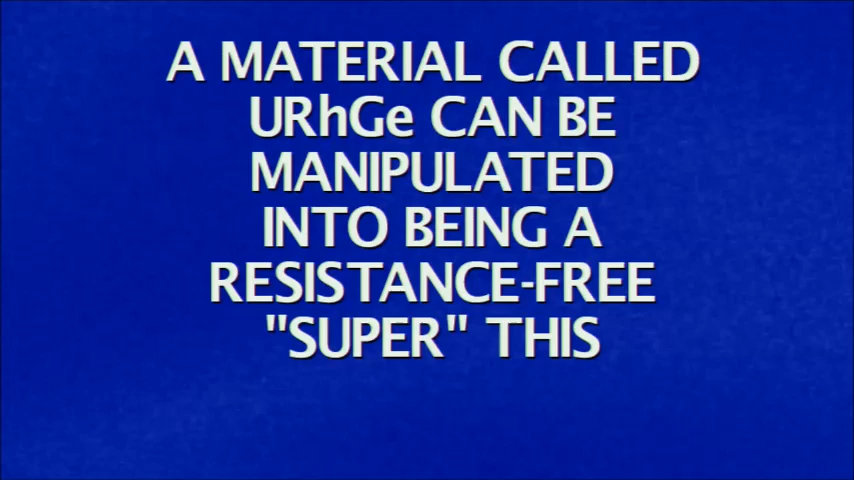 A MATERIAL CALLED
URhGe CAN BE
MANIPULATED
INTO BEING A
RESISTANCE-FREE
"SUPER" THIS